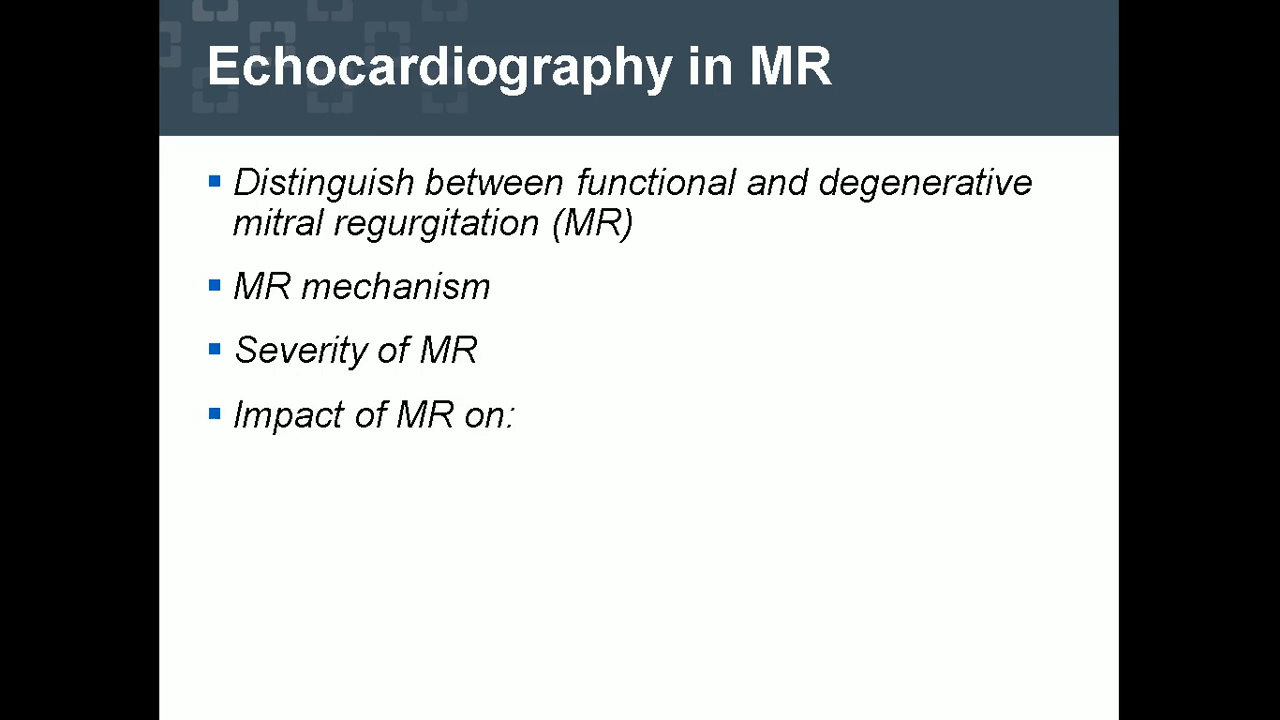 Echocardiography in MR
Distinguish between functional and degenerative
mitral regurgitation (MR)
MR mechanism
Severity of MR
Impact of MR on: